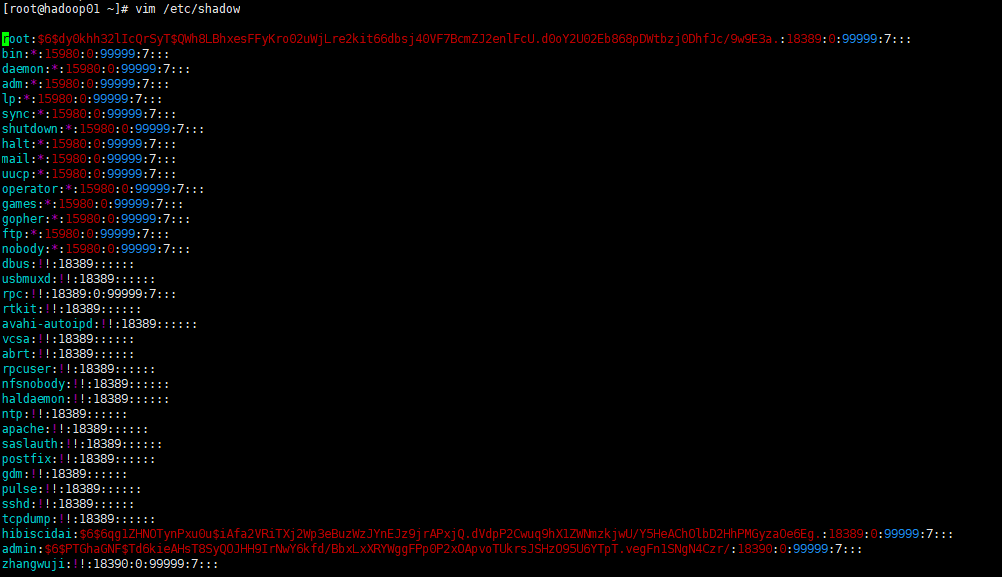 [root@hadoop01 ~]# vim /etc/shadow
root:$6$dy0khh32lIcQrSyT$QWh8LBhxesFFyKro02uWjLre2kit66dbsj4OVF7BcmZJ2enlFcU.d0oY2U02Eb868pDWtbzj0DhfJc/9w9E3a.:18389:0:99999:7:::
bin:*:15980:0:99999:7:::
daemon:*:15980:0:99999:7:::
adm:*:15980:0:99999:7:::
lp:*:15980:0:99999:7:::
sync:*:15980:0:99999:7:::
shutdown:*:15980:0:99999:7:::
halt:*:15980:0:99999:7:::
mail:*:15980:0:99999:7:::
uucp:*:15980:0:99999:7:::
operator:*:15980:0:99999:7:::
games:*:15980:0:99999:7:::
gopher:*:15980:0:99999:7:::
ftp:*:15980:0:99999:7:::
nobody:*:15980:0:99999:7:::
dbus:!!:18389::::::
usbmuxd:!!:18389::::::
rpc:!!:18389:0:99999:7:::
rtkit:!!:18389::::::
avahi-autoipd:!!:18389::::::
vcsa:!!:18389::::::
abrt:!!:18389::::::
rpcuser:!!:18389::::::
nfsnobody:!!:18389::::::
haldaemon:!!:18389::::::
ntp:!!:18389::::::
apache:!!:18389::::::
saslauth:!!:18389::::::
postfix:!!:18389::::::
gdm:!!:18389::::::
pulse:!!:18389::::::
sshd:!!:18389::::::
tcpdump:!!:18389::::::
hibiscidai:$6$6qg1ZHNOTynPxuOu$iAfa2VRiTXj2Wp3eBuzWzJYnEJz9jrAPxjQ.dVdpP2Cwuq9hX1ZWNmzkjwU/Y5HeAChOlbD2HhPMGyzaOe6Eg.:18389:0:99999:7:::
admin:$6$PTGhaGNF$Td6kieAHsT8SyQOJHH9IrNwY6kfd/BbxLxXRYWggFPp0P2xOApvoTUkrsJSHzO95U6YTpT.vegFn1SNgN4Czr/:18390:0:99999:7:::
zhangwuji:!!:18390:0:99999:7:::